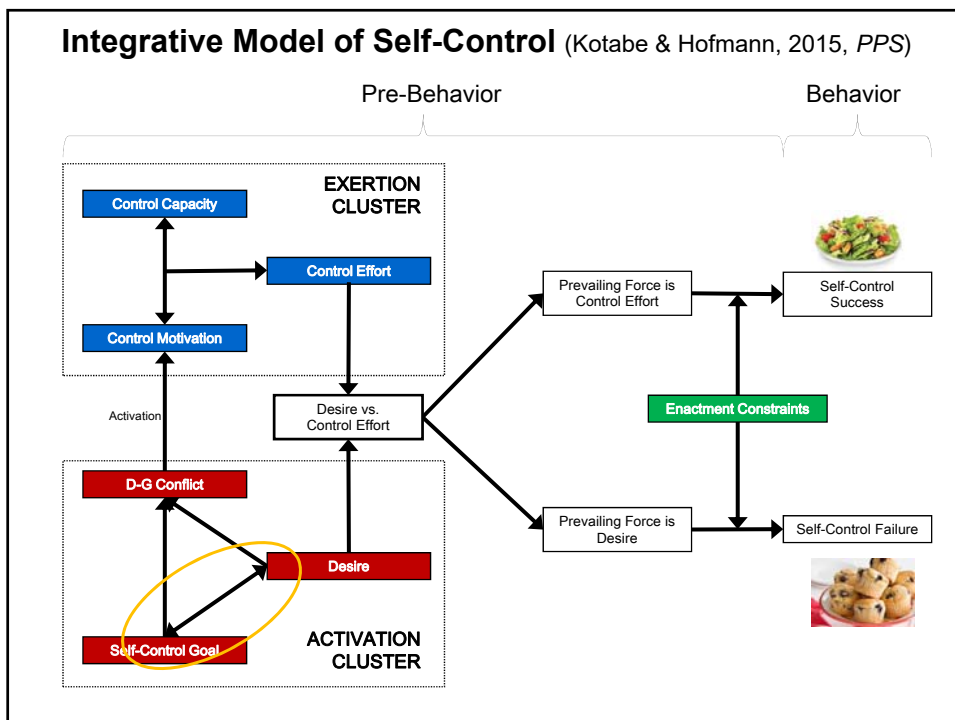 Integrative Model of Self-Control (Kotabe & Hofmann, 2015, PPS)
Pre-Behavior
Behavior
EXERTION
CLUSTER
Control Capacity
Control Effort
Control Motivation
Prevailing Force is
Control Effort
Self-Control
Success
Activation
Desire vs.
Control Effort
Enactment Constraints
D-G Conflict
Desire
Prevailing Force is
Desire
Self-Control Failure
Self-Control Goal
ACTIVATION
CLUSTER